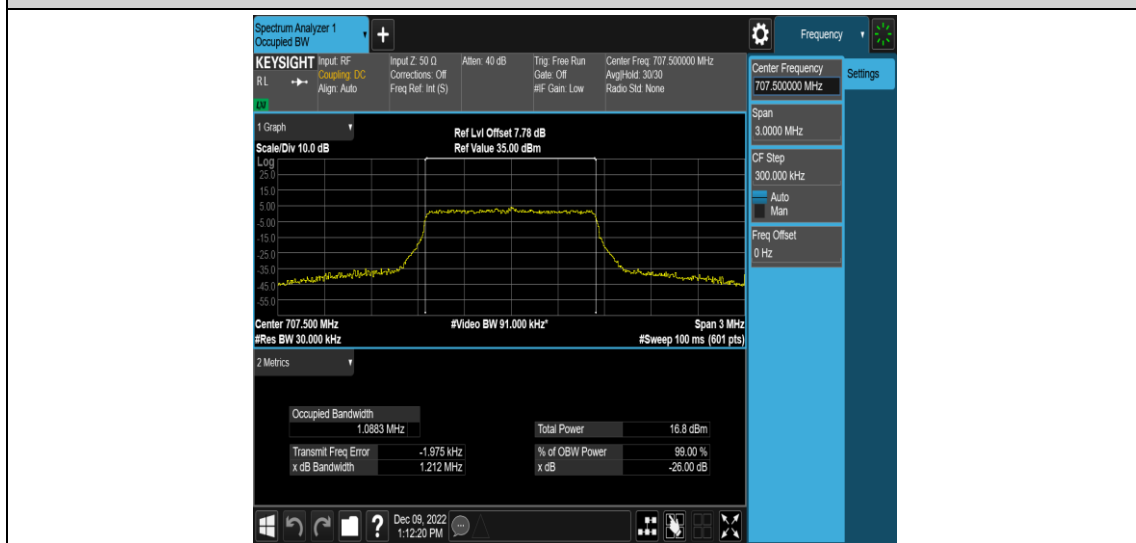 Spectrum Analyzer 1
Occupied BW
+
Frequency
KEYSIGHT
RL
LXI
Input: RF
Coupling: DC
Align: Auto
Input Z: 50 Ω
Corrections: Off
Freq Ref: Int (S)
Atten: 40 dB
Trig: Free Run
Gate: Off
#IF Gain: Low
Center Freq: 707.500000 MHz
Avg|Hold: 30/30
Radio Std: None
Center Frequency
707.500000 MHz
Settings
Span
3.0000 MHz
CF Step
300.000 kHz
Auto
Man
Freq Offset
0 Hz
1 Graph
Scale/Div 10.0 dB
Ref Lvl Offset 7.78 dB
Ref Value 35.00 dBm
Log
25.0
15.0
5.00
-5.00
-15.0
-25.0
-35.0
-45.0
-55.0
Center 707.500 MHz
#Res BW 30.000 kHz
#Video BW 91.000 kHz*
Span 3 MHz
#Sweep 100 ms (601 pts)
2 Metrics
Occupied Bandwidth
1.0883 MHz
Total Power 16.8 dBm
Transmit Freq Error -1.975 kHz
% of OBW Power 99.00 %
x dB Bandwidth 1.212 MHz
x dB -26.00 dB
?
Dec 09, 2022
1:12:20 PM